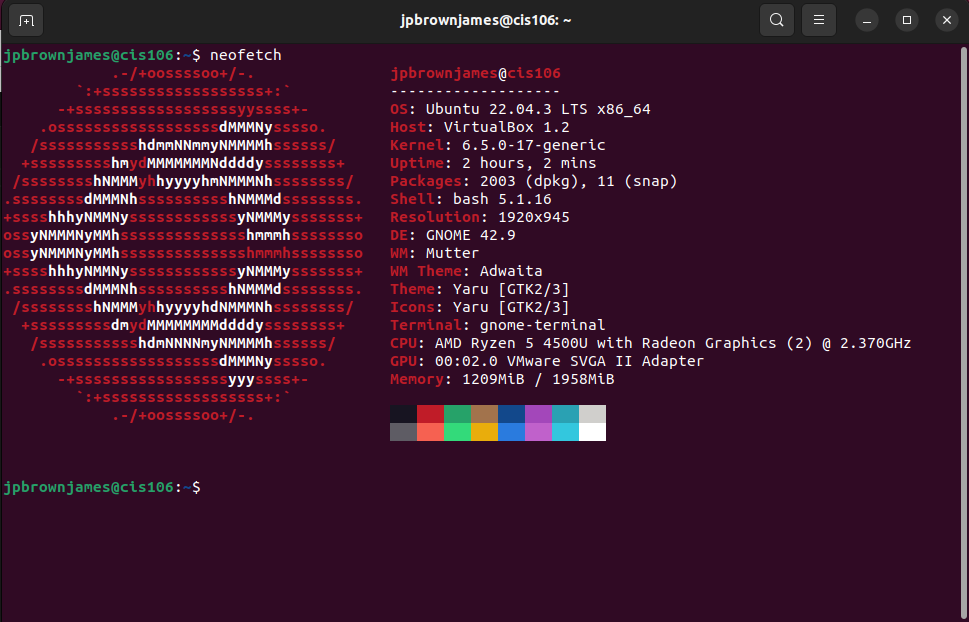 jpbrownjames@cis106: ~
jpbrownjames@cis106:~$ neofetch
            .-/+oossssoo+/-.               jpbrownjames@cis106
        `:+ssssssssssssssssss+:`           -------------------
      -+ssssssssssssssssssyyssss+-         OS: Ubuntu 22.04.3 LTS x86_64
    .ossssssssssssssssssdMMMNysssso.       Host: VirtualBox 1.2
   /ssssssssssshdmmNNmmyNMMMMhssssss/      Kernel: 6.5.0-17-generic
  +ssssssssshmydMMMMMMMNddddyssssssss+     Uptime: 2 hours, 2 mins
 /sssssssshNMMMyhhyyyyhmNMMMNhssssssss/    Packages: 2003 (dpkg), 11 (snap)
.ssssssssdMMMNhsssssssssshNMMMdssssssss.   Shell: bash 5.1.16
+sssshhhyNMMNyssssssssssssyNMMMysssssss+   Resolution: 1920x945
ossyNMMMNyMMhsssssssssssssshmmmhssssssso   DE: GNOME 42.9
ossyNMMMNyMMhsssssssssssssshmmmhssssssso   WM: Mutter
+sssshhhyNMMNyssssssssssssyNMMMysssssss+   WM Theme: Adwaita
.ssssssssdMMMNhsssssssssshNMMMdssssssss.   Theme: Yaru [GTK2/3]
 /sssssssshNMMMyhhyyyyhdNMMMNhssssssss/    Icons: Yaru [GTK2/3]
  +sssssssssdmydMMMMMMMMddddyssssssss+     Terminal: gnome-terminal
   /ssssssssssshdmNNNNmyNMMMMhssssss/      CPU: AMD Ryzen 5 4500U with Radeon Graphics (2) @ 2.370GHz
    .ossssssssssssssssssdMMMNysssso.       GPU: 00:02.0 VMware SVGA II Adapter
      -+sssssssssssssssssyyyssss+-         Memory: 1209MiB / 1958MiB
        `:+ssssssssssssssssss+:`
            .-/+oossssoo+/-.
jpbrownjames@cis106:~$